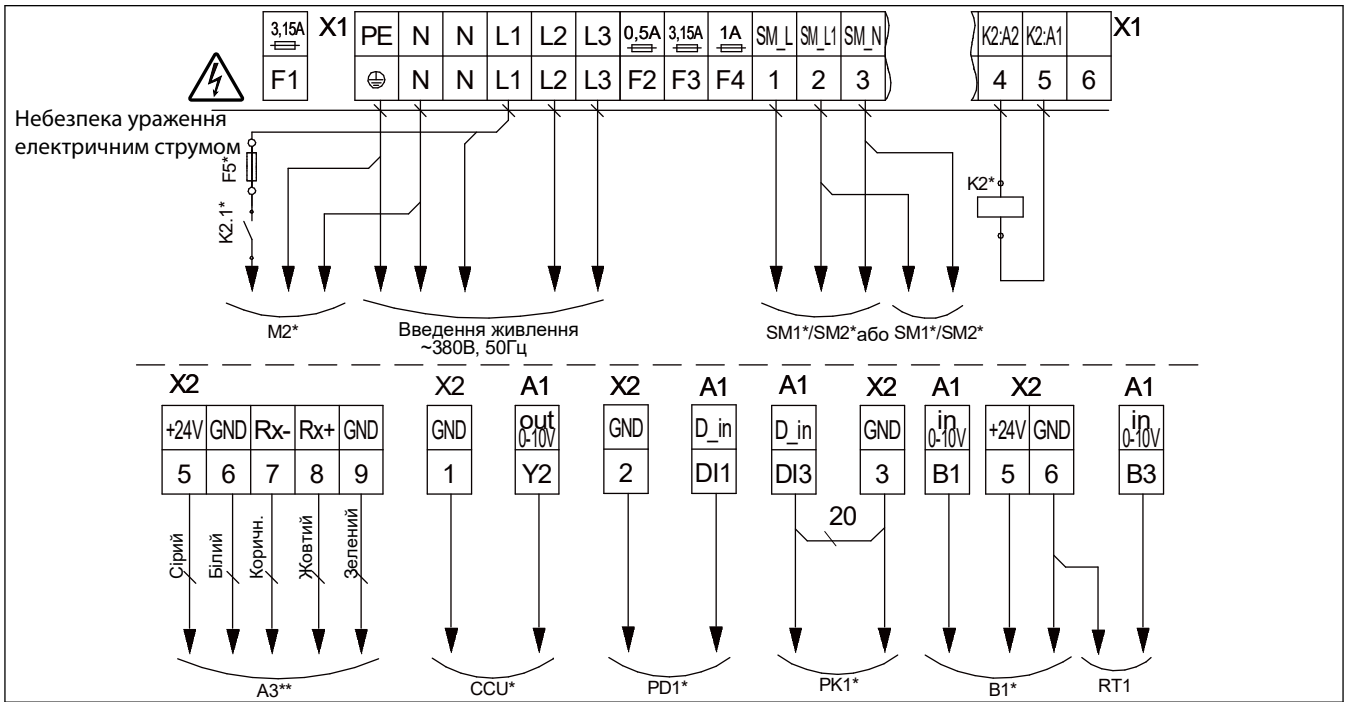 3,15A X1 PE N N L1 L2 L3 0,5A 3,15A 1A SM_L SM_L1 SM_N K2:A2 K2:A1 X1
F1 N N L1 L2 L3 F2 F3 F4 1 2 3 4 5 6
Небезпека ураження
електричним струмом
F5*
K2.1*
K2*
M2*
Введення живлення
~380В, 50Гц
SM1*/SM2* або SM1*/SM2*
X2 X2 A1 X2 A1 A1 X2 A1 X2 A1
+24V GND Rx- Rx+ GND GND out 0-10V GND D_in D_in GND in 0-10V +24V GND in 0-10V
5 6 7 8 9 1 Y2 2 DI1 DI3 3 B1 5 6 B3
20
Сірий
Білий
Коричн.
Жовтий
Зелений
A3** CCU* PD1* PK1* B1* RT1